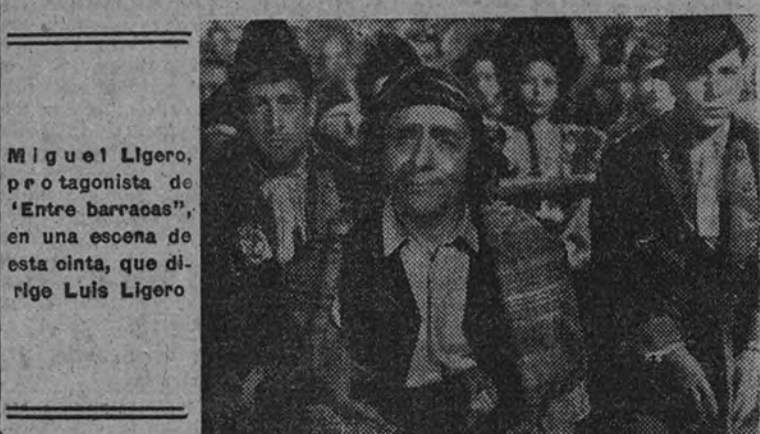 Miguel Ligero,
protagonista de
'Entre barracas",
en una escena de
esta cinta, que di-
rige Luis Ligero